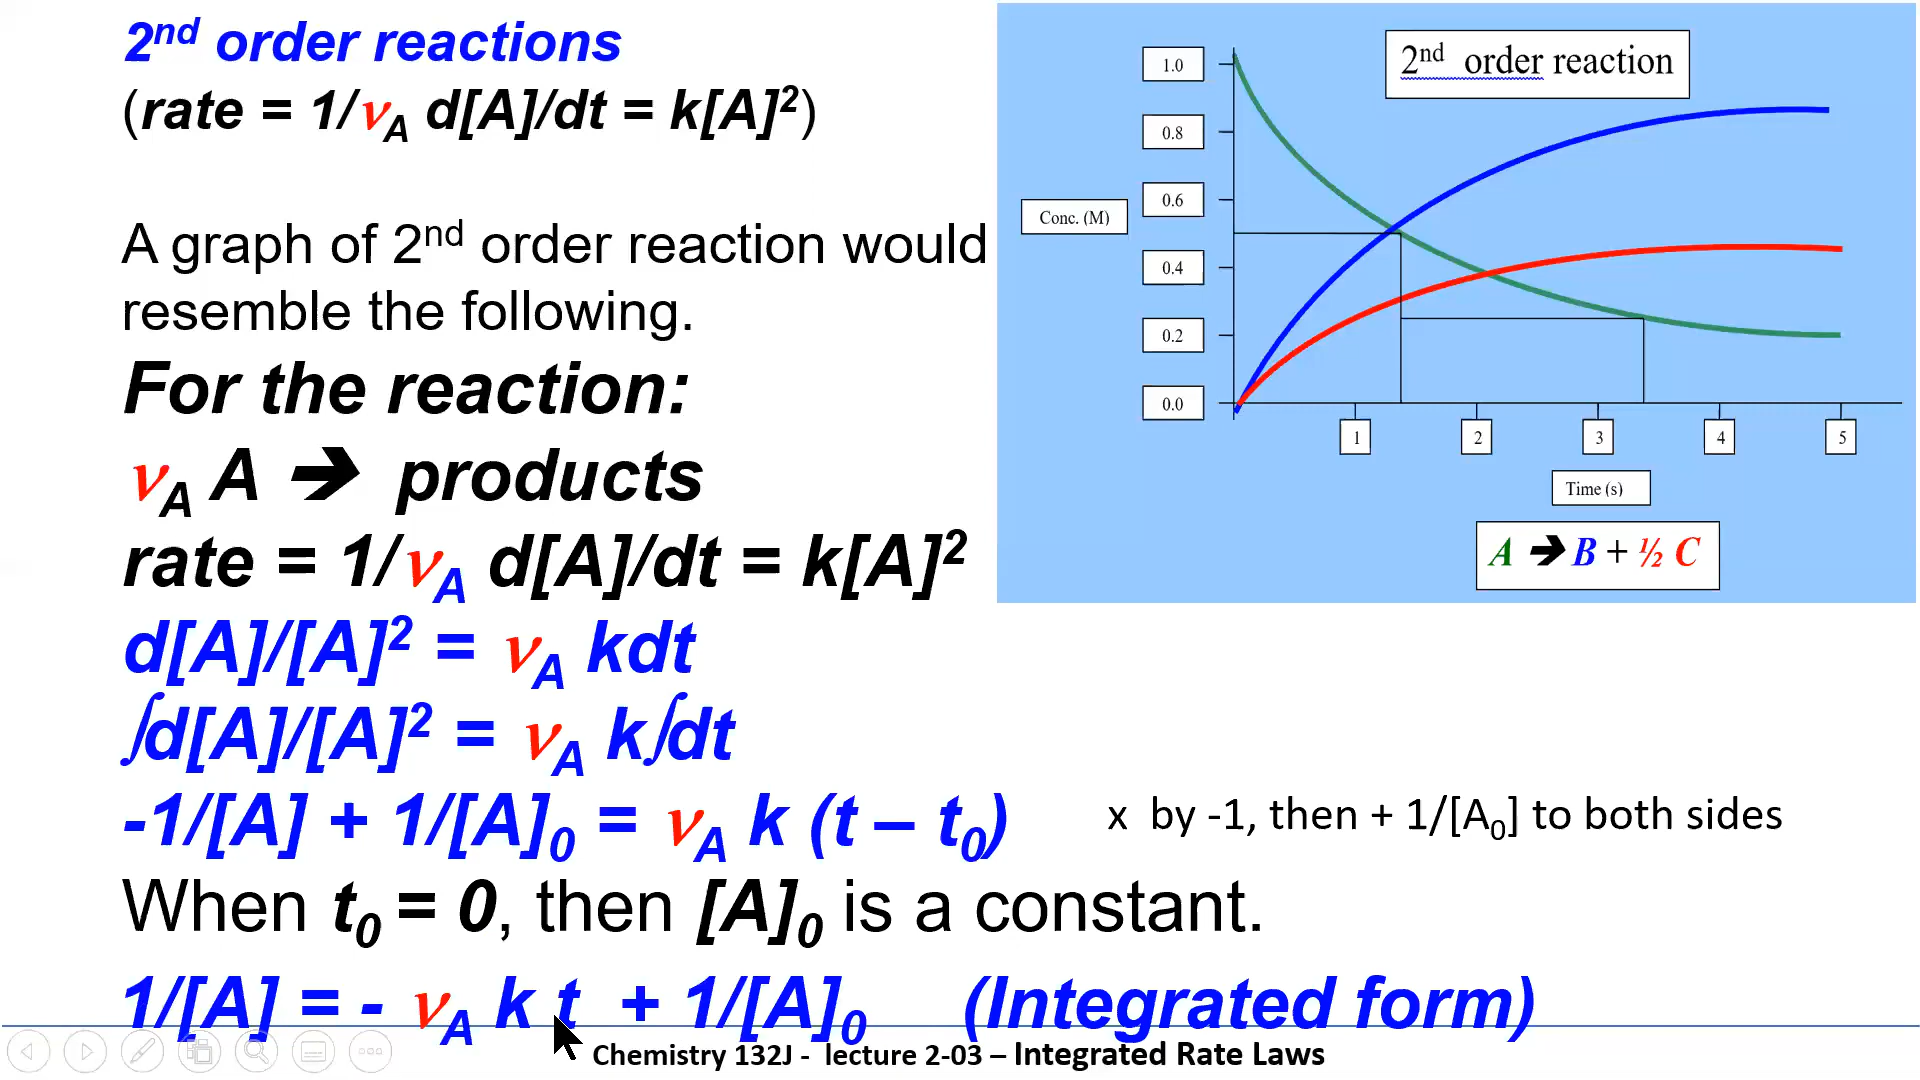 2nd order reactions
(rate = 1/νA d[A]/dt = k[A]²)
A graph of 2nd order reaction would
resemble the following.
For the reaction:
νA A ➔ products
rate = 1/νA d[A]/dt = k[A]²
d[A]/[A]² = νA kdt
∫d[A]/[A]² = νA k∫dt
-1/[A] + 1/[A]₀ = νA k (t – t₀)
x by -1, then + 1/[A₀] to both sides
When t₀ = 0, then [A]₀ is a constant.
1/[A] = - νA k t + 1/[A]₀ (Integrated form)
2nd order reaction
1.0
0.8
0.6
Conc. (M)
0.4
0.2
0.0
1 2 3 4 5
Time (s)
A ➔ B + ½ C
Chemistry 132J - lecture 2-03 – Integrated Rate Laws